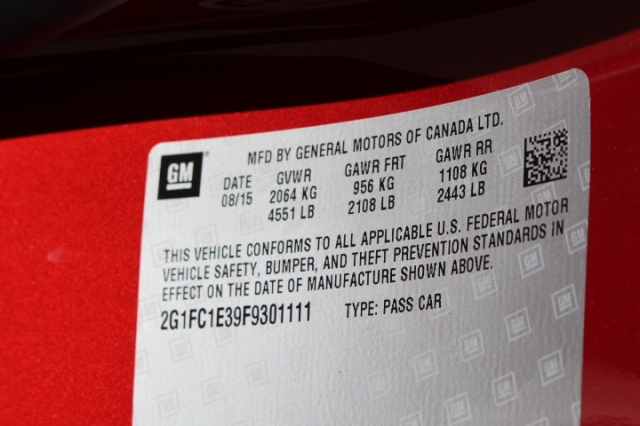 GM
MFD BY GENERAL MOTORS OF CANADA LTD.
DATE GVWR GAWR FRT GAWR RR
08/15 2064 KG 956 KG 1108 KG
4551 LB 2108 LB 2443 LB
THIS VEHICLE CONFORMS TO ALL APPLICABLE U.S. FEDERAL MOTOR
VEHICLE SAFETY, BUMPER, AND THEFT PREVENTION STANDARDS IN
EFFECT ON THE DATE OF MANUFACTURE SHOWN ABOVE.
2G1FC1E39F9301111 TYPE: PASS CAR